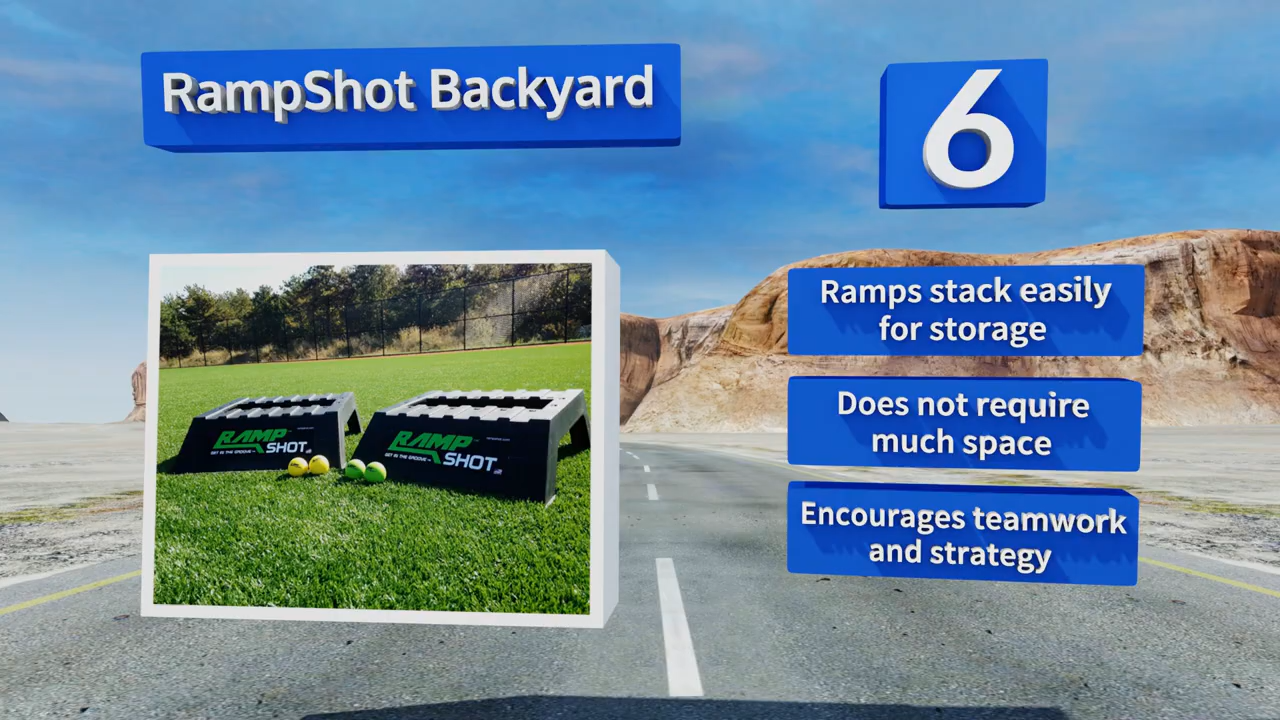 RampShot Backyard
6
Ramps stack easily
for storage
Does not require
much space
Encourages teamwork
and strategy
RAMP
SHOT
GET IN THE GROOVE
RAMP
SHOT
GET IN THE GROOVE